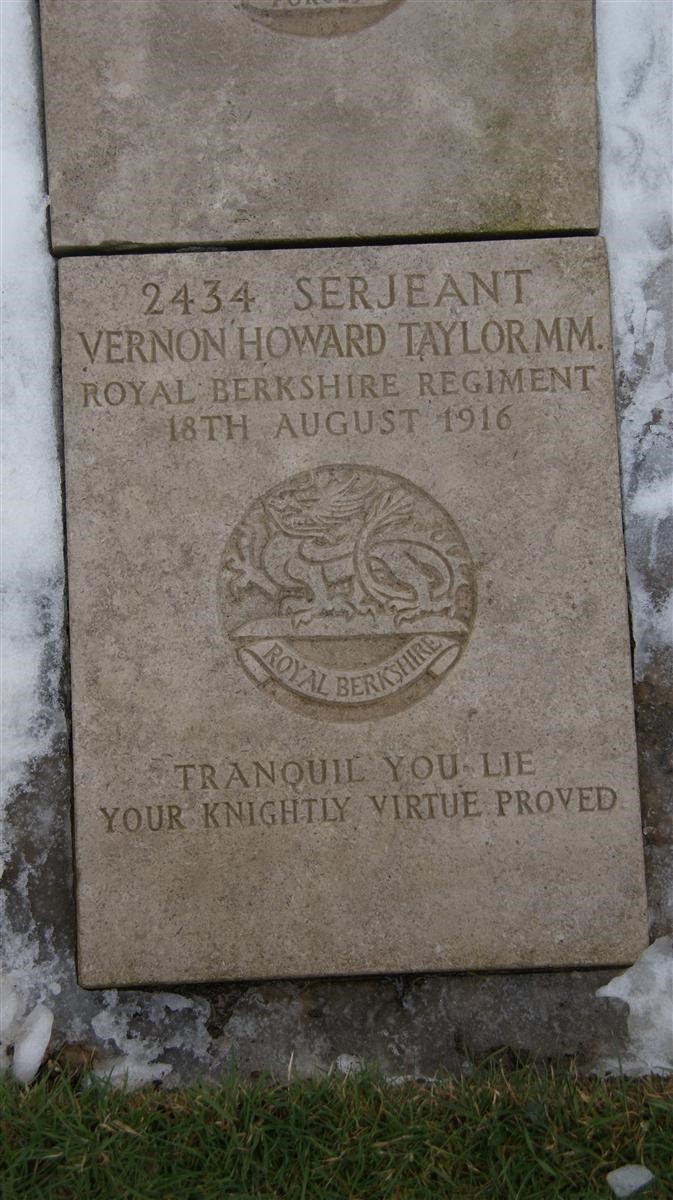 FORCES
2434 SERJEANT
VERNON HOWARD TAYLOR MM.
ROYAL BERKSHIRE REGIMENT
18TH AUGUST 1916
ROYAL BERKSHIRE
TRANQUIL YOU LIE
YOUR KNIGHTLY VIRTUE PROVED